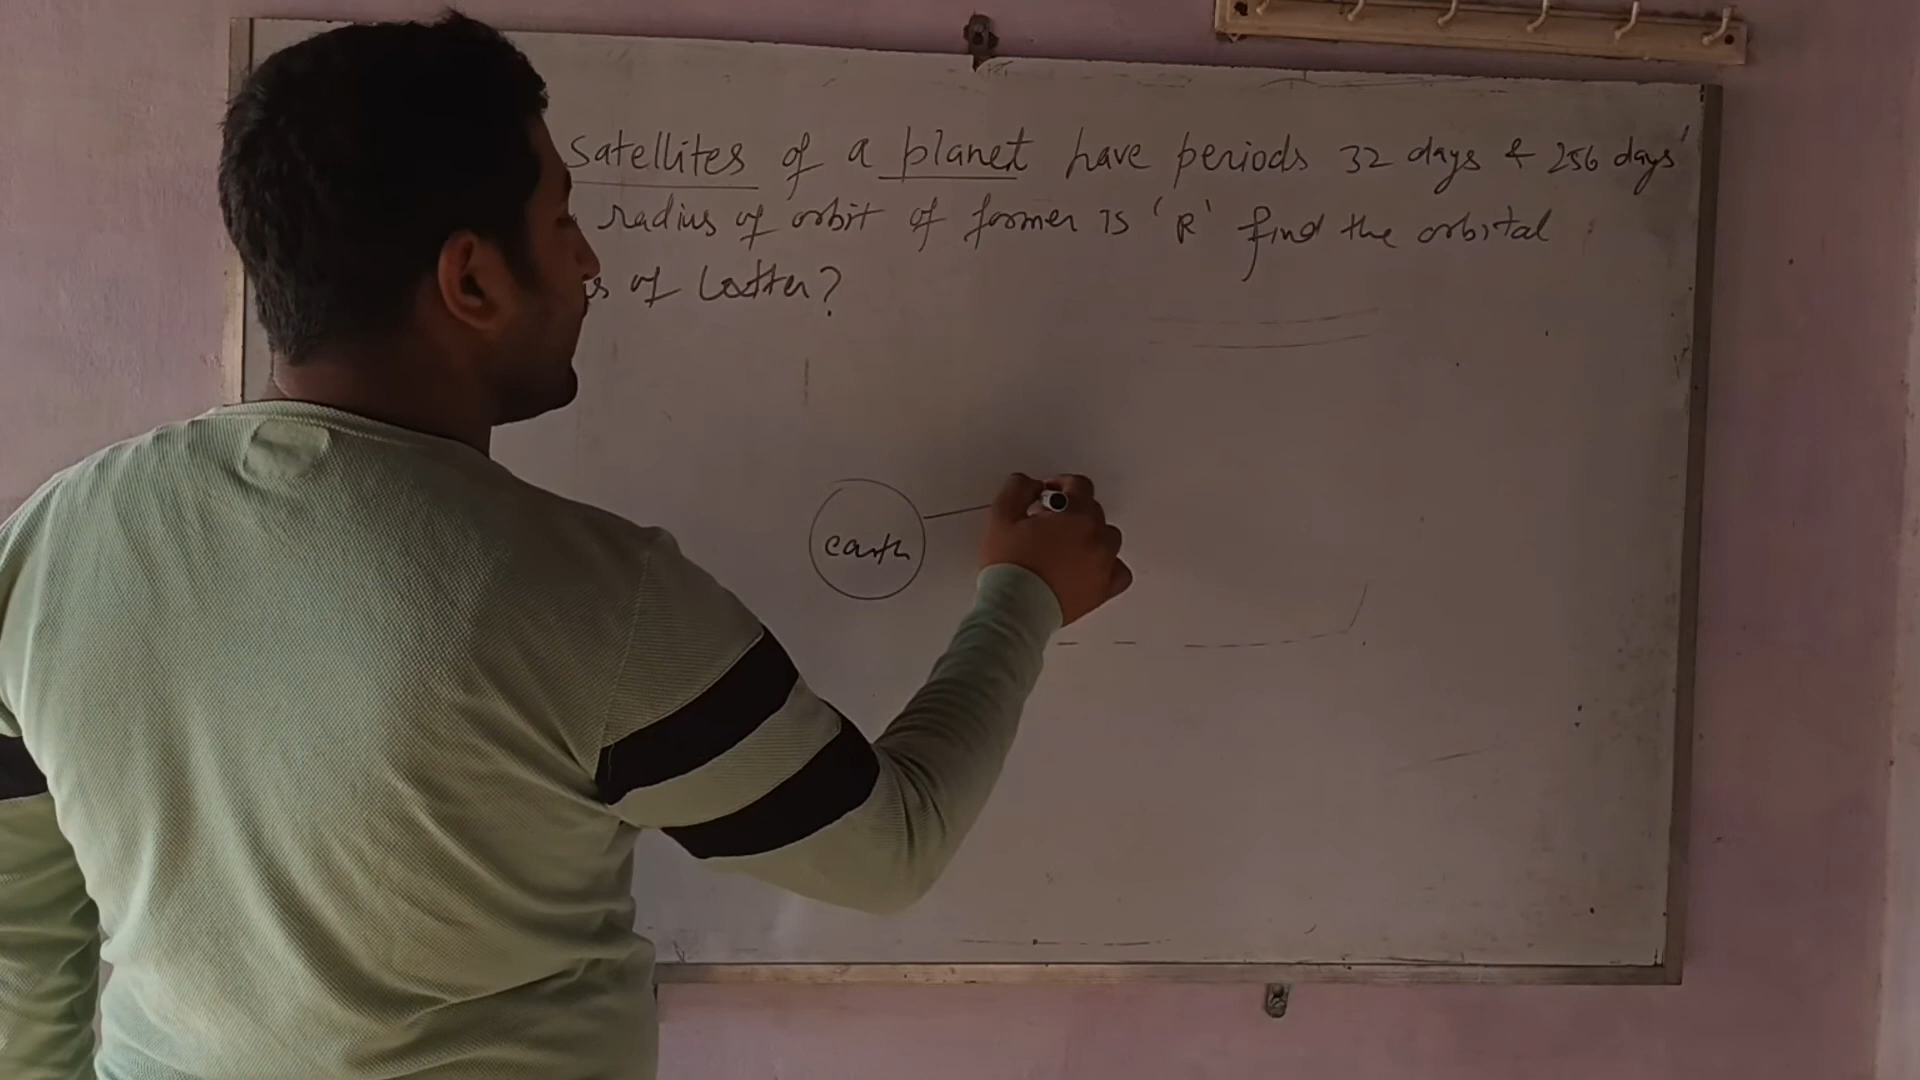 satellites of a planet have periods 32 days & 256 days'
radius of orbit of former is 'R' find the orbital
of latter?
earth